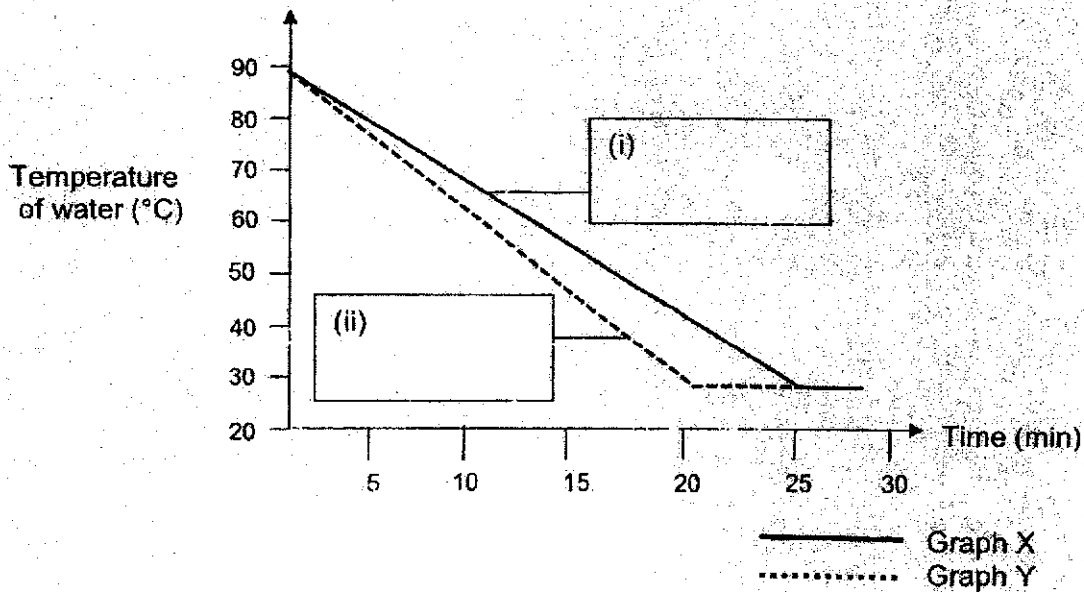 90
80
(i)
70
Temperature
of water (°C)
60
50
(ii)
40
30
20
Time (min)
5 10 15 20 25 30
Graph X
Graph Y